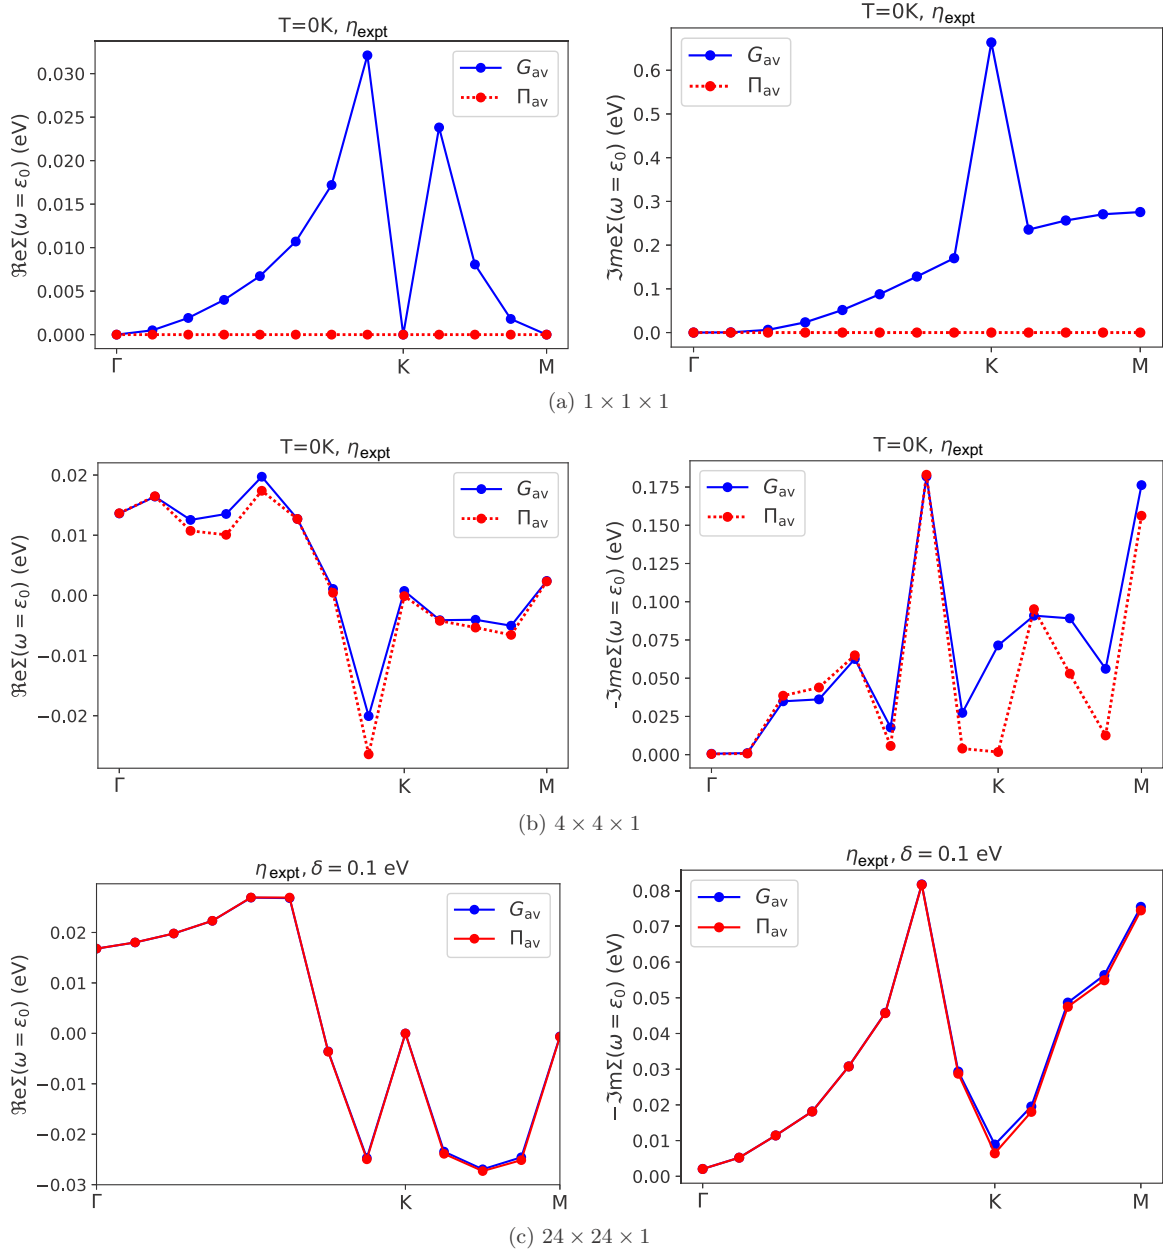 T=0K, ηexpt
T=0K, ηexpt
ℜeΣ(ω = ε₀) (eV)
0.030
0.025
0.020
0.015
0.010
0.005
0.000
Gav
Πav
Γ K M
ℑmeΣ(ω = ε₀) (eV)
0.6
0.5
0.4
0.3
0.2
0.1
0.0
Gav
Πav
Γ K M
(a) 1 × 1 × 1
T=0K, ηexpt
T=0K, ηexpt
ℜeΣ(ω = ε₀) (eV)
0.02
0.01
0.00
−0.01
−0.02
Gav
Πav
Γ K M
-ℑmeΣ(ω = ε₀) (eV)
0.175
0.150
0.125
0.100
0.075
0.050
0.025
0.000
Gav
Πav
Γ K M
(b) 4 × 4 × 1
ηexpt, δ = 0.1 eV
ηexpt, δ = 0.1 eV
ℜeΣ(ω = ε₀) (eV)
0.02
0.01
0.00
−0.01
−0.02
−0.03
Gav
Πav
Γ K M
−ℑmΣ(ω = ε₀) (eV)
0.08
0.07
0.06
0.05
0.04
0.03
0.02
0.01
0.00
Gav
Πav
Γ K M
(c) 24 × 24 × 1